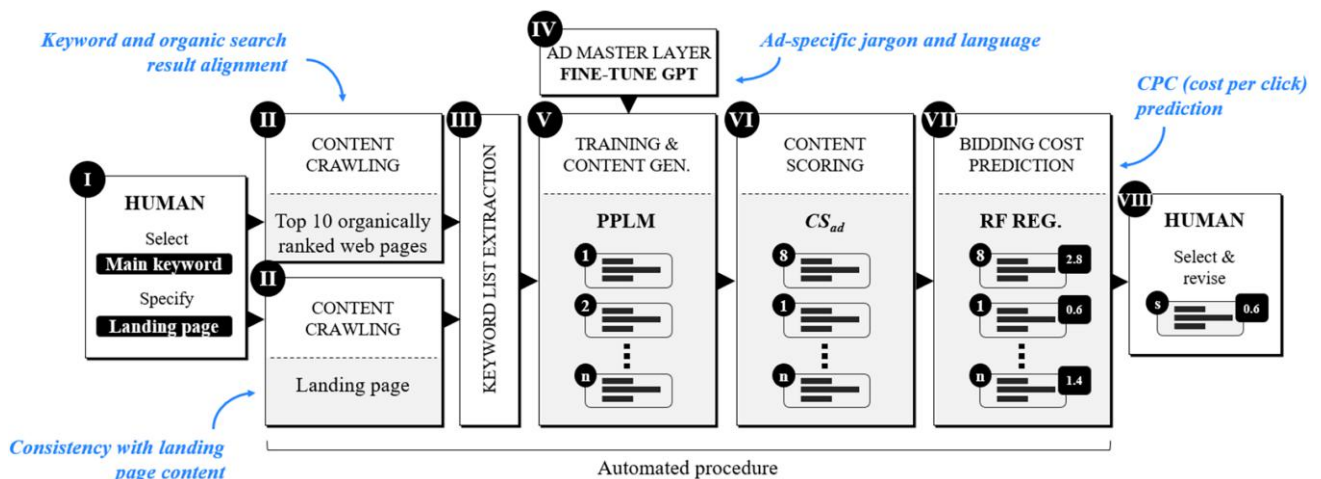 Keyword and organic search
result alignment
Ad-specific jargon and language
CPC (cost per click)
prediction
Consistency with landing
page content
I
HUMAN
Select
Main keyword
Specify
Landing page
II
CONTENT
CRAWLING
Top 10 organically
ranked web pages
II
CONTENT
CRAWLING
Landing page
III
KEYWORD LIST EXTRACTION
IV
AD MASTER LAYER
FINE-TUNE GPT
V
TRAINING &
CONTENT GEN.
PPLM
1
2
n
VI
CONTENT
SCORING
CS_ad
8
1
n
VII
BIDDING COST
PREDICTION
RF REG.
8 2.8
1 0.6
n 1.4
VIII
HUMAN
Select &
revise
s 0.6
Automated procedure